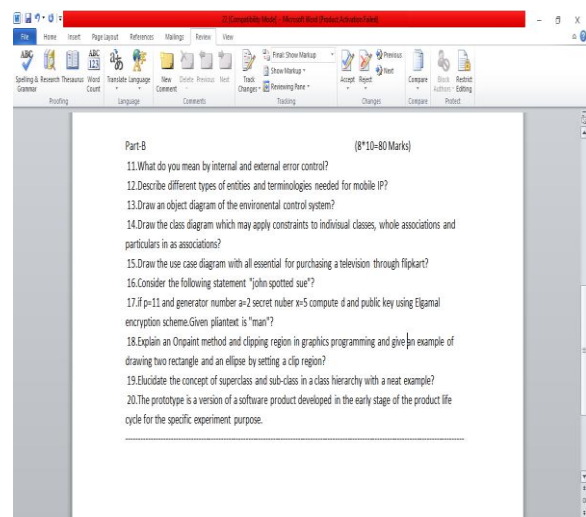 JJ [Compatibility Mode] - Microsoft Word (Product Activation Failed)
File Home Insert Page Layout References Mailings Review View
Spelling & Grammar Research Thesaurus Word Count Translate Language New Comment Delete Previous Next Track Changes Final: Show Markup Show Markup Reviewing Pane Accept Reject Previous Next Compare Block Authors Restrict Editing
Proofing Language Comments Tracking Changes Compare Protect
Part-B (8*10=80 Marks)
11.What do you mean by internal and external error control?
12.Describe different types of entities and terminologies needed for mobile IP?
13.Draw an object diagram of the environental control system?
14.Draw the class diagram which may apply constraints to indivisual classes, whole associations and
particulars in as associations?
15.Draw the use case diagram with all essential for purchasing a television through flipkart?
16.Consider the following statement "john spotted sue"?
17.if p=11 and generator number a=2 secret nuber x=5 compute d and public key using Elgamal
encryption scheme.Given pliantext is "man"?
18.Explain an Onpaint method and clipping region in graphics programming and give an example of
drawing two rectangle and an ellipse by setting a clip region?
19.Elucidate the concept of superclass and sub-class in a class hierarchy with a neat example?
20.The prototype is a version of a software product developed in the early stage of the product life
cycle for the specific experiment purpose.